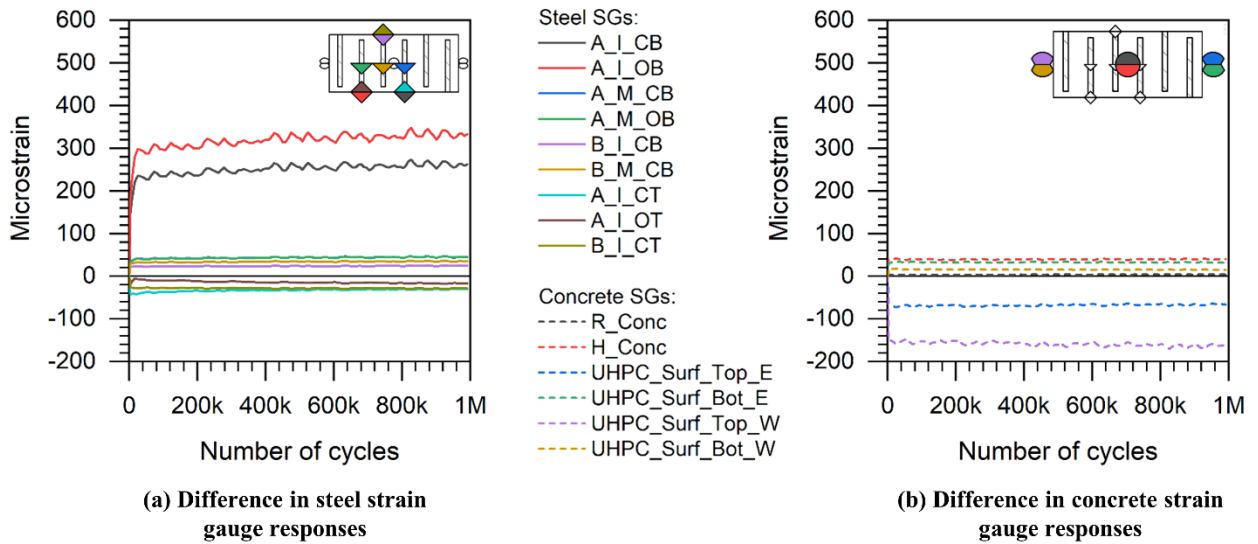 600
500
400
300
200
100
0
-100
-200
Microstrain
0
200k
400k
600k
800k
1M
Number of cycles
(a) Difference in steel strain
gauge responses
Steel SGs:
A_I_CB
A_I_OB
A_M_CB
A_M_OB
B_I_CB
B_M_CB
A_I_CT
A_I_OT
B_I_CT
Concrete SGs:
R_Conc
H_Conc
UHPC_Surf_Top_E
UHPC_Surf_Bot_E
UHPC_Surf_Top_W
UHPC_Surf_Bot_W
600
500
400
300
200
100
0
-100
-200
Microstrain
0
200k
400k
600k
800k
1M
Number of cycles
(b) Difference in concrete strain
gauge responses